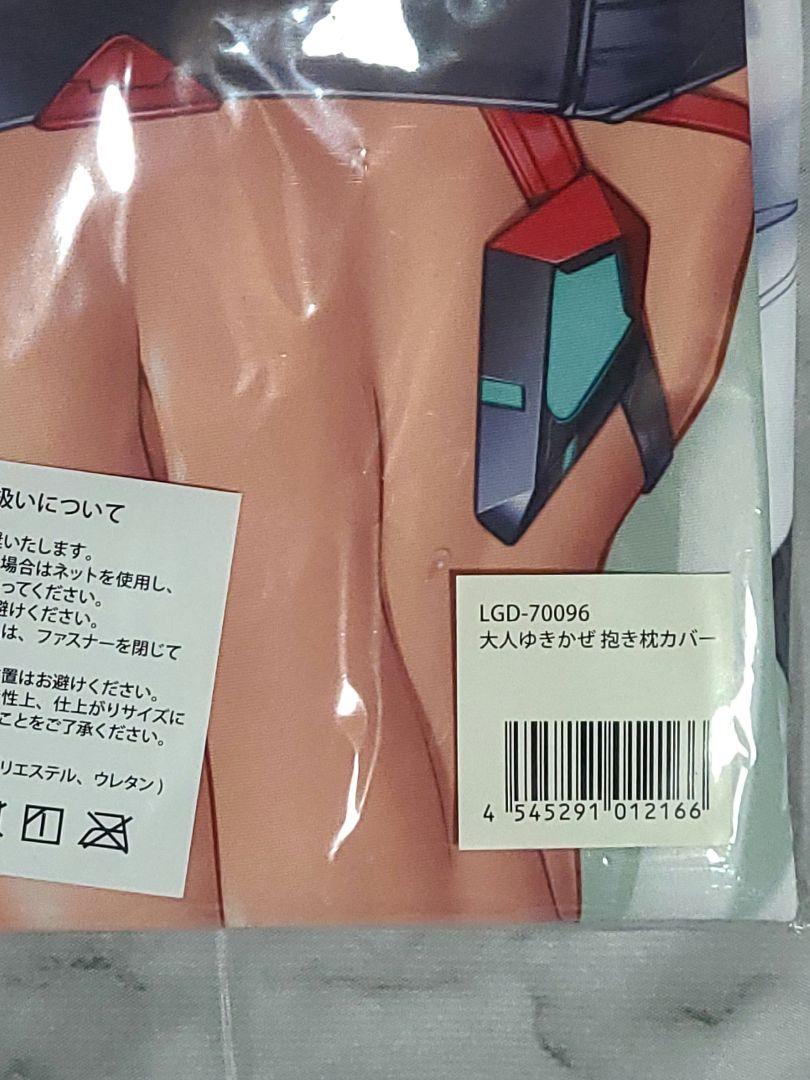 扱いについて
いたします。
場合はネットを使用し、
ってください。
避けください。
は、ファスナーを閉じて
置はお避けください。
性上、仕上がりサイズに
ことをご了承ください。
リエステル、ウレタン)
LGD-70096
大人ゆきかぜ 抱き枕カバー
4 545291 012166